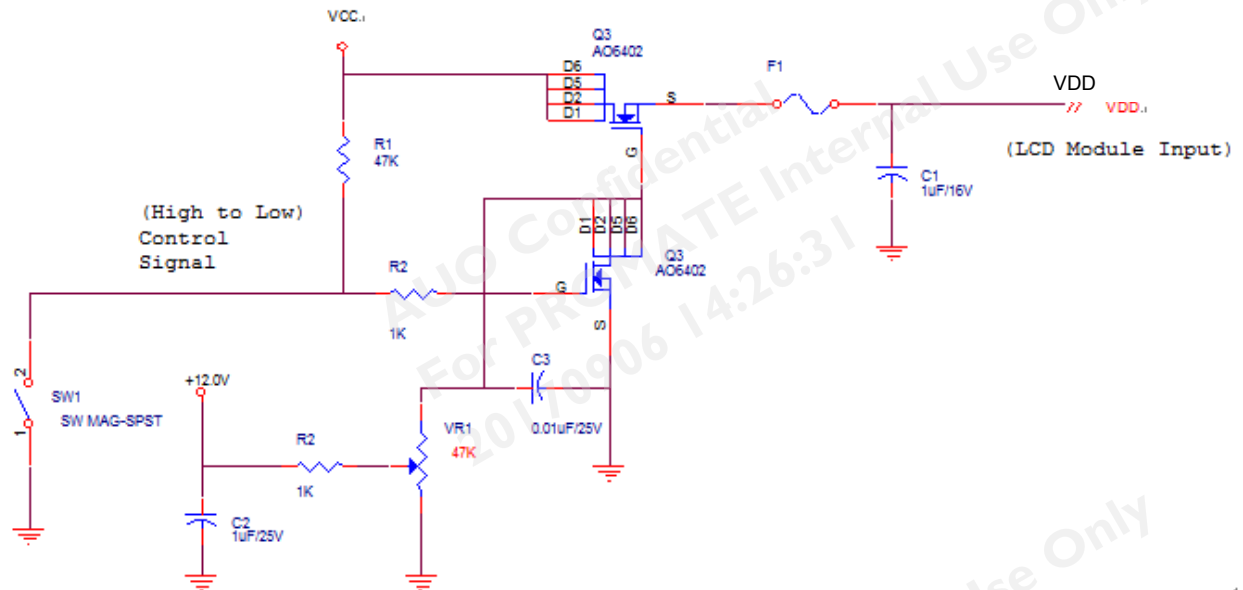 VCC.
Q3
AO6402
D6
D5
D2
D1
S
G
F1
VDD
VDD.
(LCD Module Input)
R1
47K
C1
1uF/16V
(High to Low)
Control
Signal
D1
D2
D5
D6
Q3
AO6402
R2
1K
G
S
2
1
SW1
SW MAG-SPST
+12.0V
C3
0.01uF/25V
R2
1K
VR1
47K
C2
1uF/25V
AUO Confidential
For PROMATE Internal Use Only
2017/0906 14:26:31
Use Only